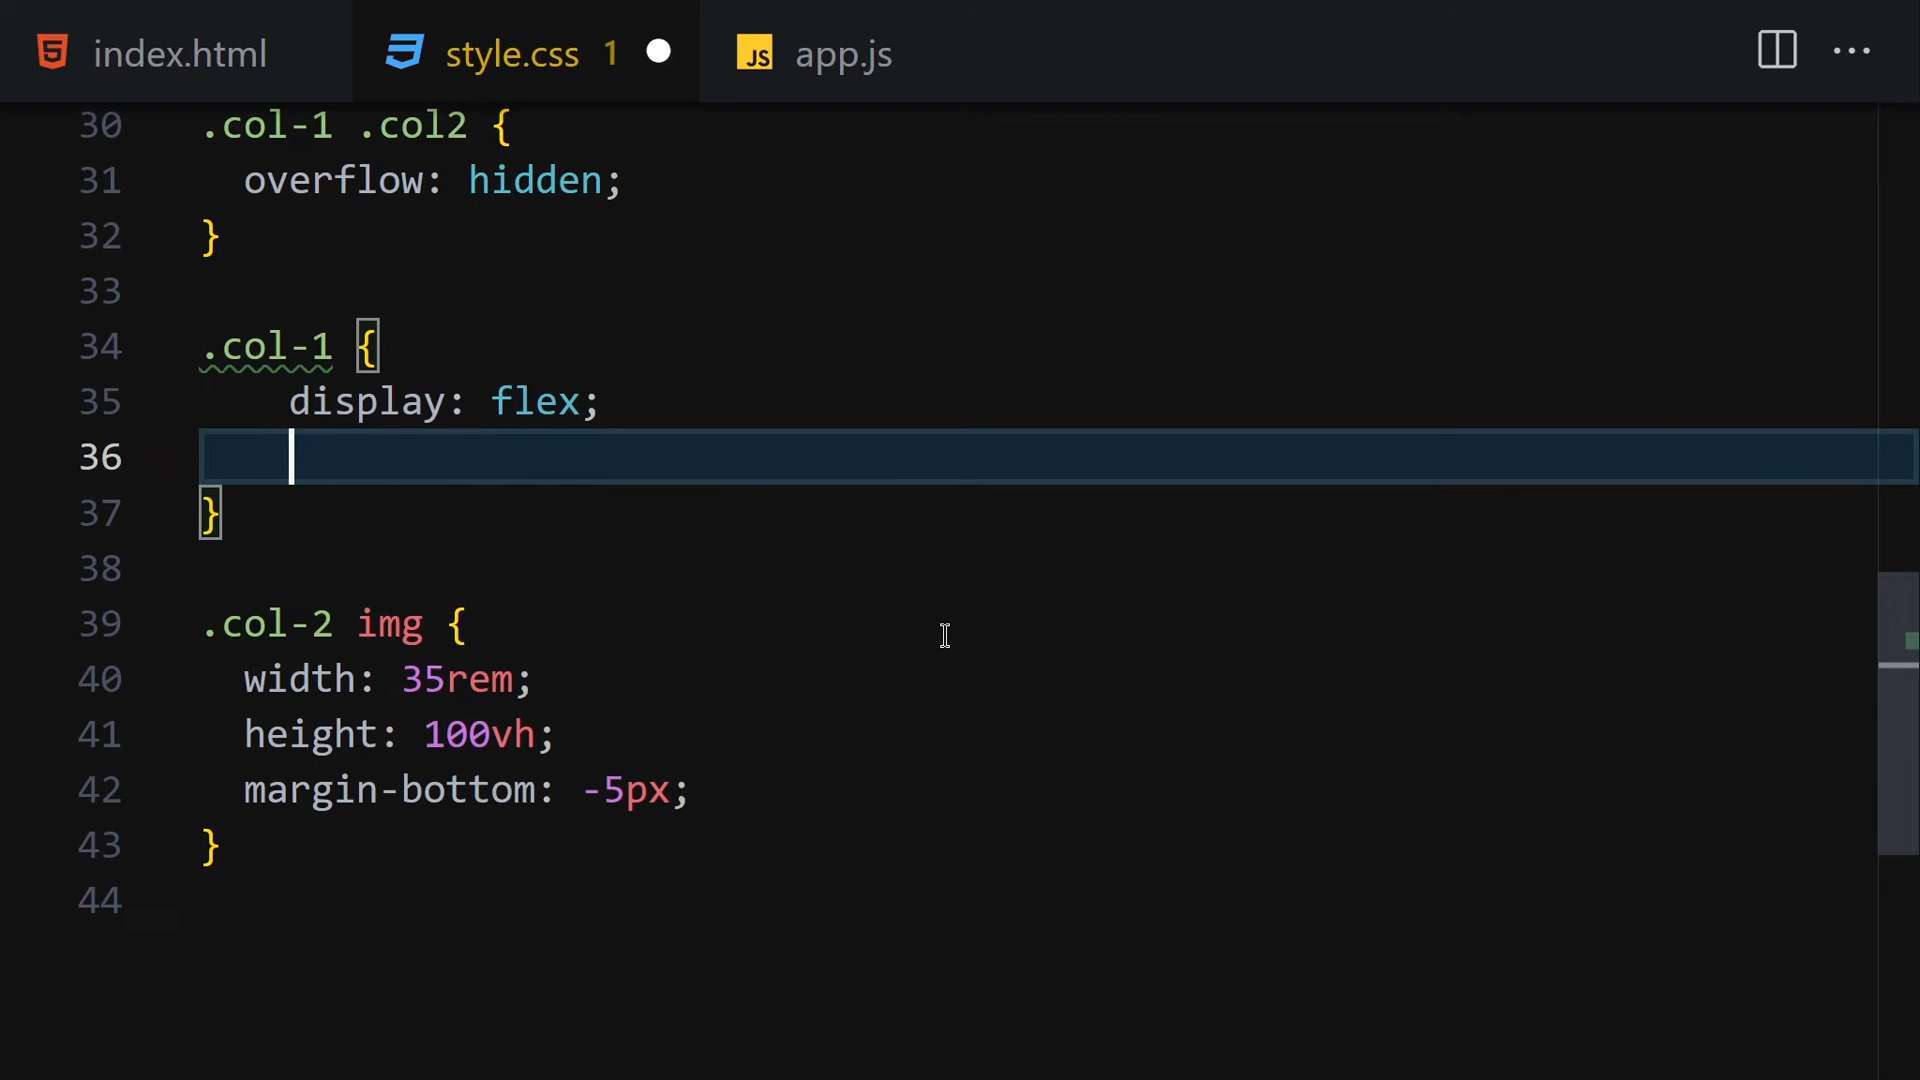 index.html style.css 1 JS app.js
30 .col-1 .col2 {
31 overflow: hidden;
32 }
33
34 .col-1 {
35 display: flex;
36
37 }
38
39 .col-2 img {
40 width: 35rem;
41 height: 100vh;
42 margin-bottom: -5px;
43 }
44